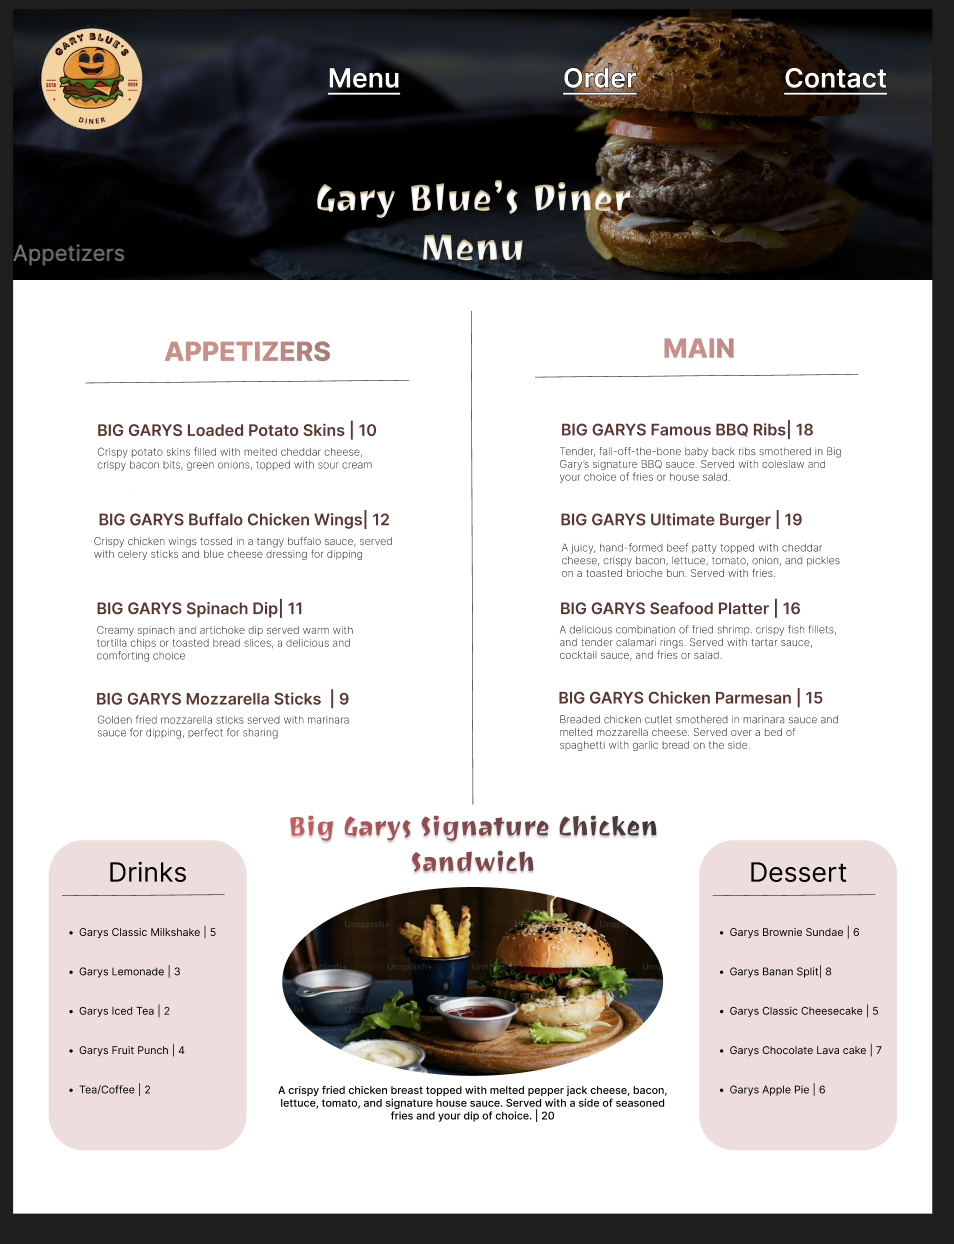 GARY BLUE'S
ESTD 2024
DINER
Menu
Order
Contact
Gary Blue's Diner
Menu
Appetizers
APPETIZERS
BIG GARYS Loaded Potato Skins | 10
Crispy potato skins filled with melted cheddar cheese,
crispy bacon bits, green onions, topped with sour cream
BIG GARYS Buffalo Chicken Wings| 12
Crispy chicken wings tossed in a tangy buffalo sauce, served
with celery sticks and blue cheese dressing for dipping
BIG GARYS Spinach Dip| 11
Creamy spinach and artichoke dip served warm with
tortilla chips or toasted bread slices, a delicious and
comforting choice
BIG GARYS Mozzarella Sticks | 9
Golden fried mozzarella sticks served with marinara
sauce for dipping, perfect for sharing
MAIN
BIG GARYS Famous BBQ Ribs| 18
Tender, fall-off-the-bone baby back ribs smothered in Big
Gary's signature BBQ sauce. Served with coleslaw and
your choice of fries or house salad.
BIG GARYS Ultimate Burger | 19
A juicy, hand-formed beef patty topped with cheddar
cheese, crispy bacon, lettuce, tomato, onion, and pickles
on a toasted brioche bun. Served with fries.
BIG GARYS Seafood Platter | 16
A delicious combination of fried shrimp. crispy fish fillets,
and tender calamari rings. Served with tartar sauce,
cocktail sauce, and fries or salad.
BIG GARYS Chicken Parmesan | 15
Breaded chicken cutlet smothered in marinara sauce and
melted mozzarella cheese. Served over a bed of
spaghetti with garlic bread on the side.
Drinks
• Garys Classic Milkshake | 5
• Garys Lemonade | 3
• Garys Iced Tea | 2
• Garys Fruit Punch | 4
• Tea/Coffee | 2
Big Garys Signature Chicken
Sandwich
Unsplash+
A crispy fried chicken breast topped with melted pepper jack cheese, bacon,
lettuce, tomato, and signature house sauce. Served with a side of seasoned
fries and your dip of choice. | 20
Dessert
• Garys Brownie Sundae | 6
• Garys Banan Split| 8
• Garys Classic Cheesecake | 5
• Garys Chocolate Lava cake | 7
• Garys Apple Pie | 6